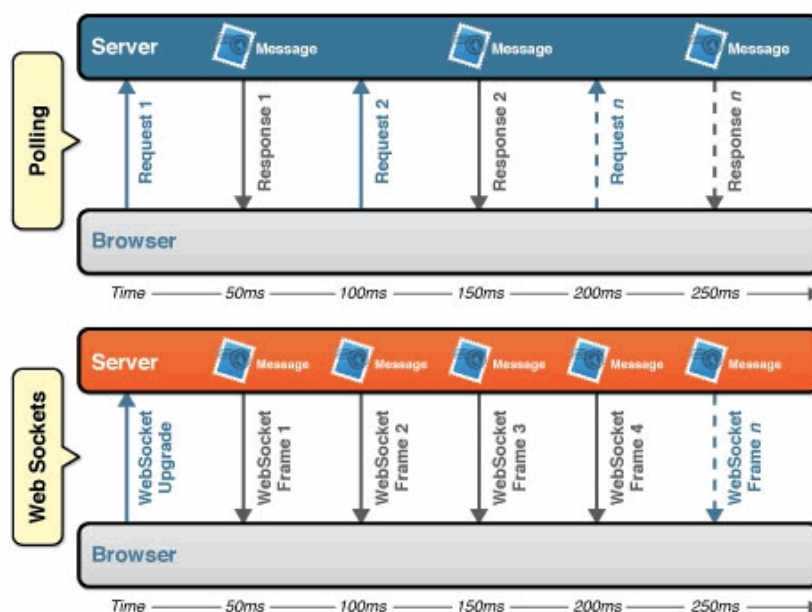 Polling
Server
Message
Message
Message
Request 1
Response 1
Request 2
Response 2
Request n
Response n
Browser
Time 50ms 100ms 150ms 200ms 250ms
Web Sockets
Server
Message
Message
Message
Message
Message
WebSocket
Upgrade
WebSocket
Frame 1
WebSocket
Frame 2
WebSocket
Frame 3
WebSocket
Frame 4
WebSocket
Frame n
Browser
Time 50ms 100ms 150ms 200ms 250ms